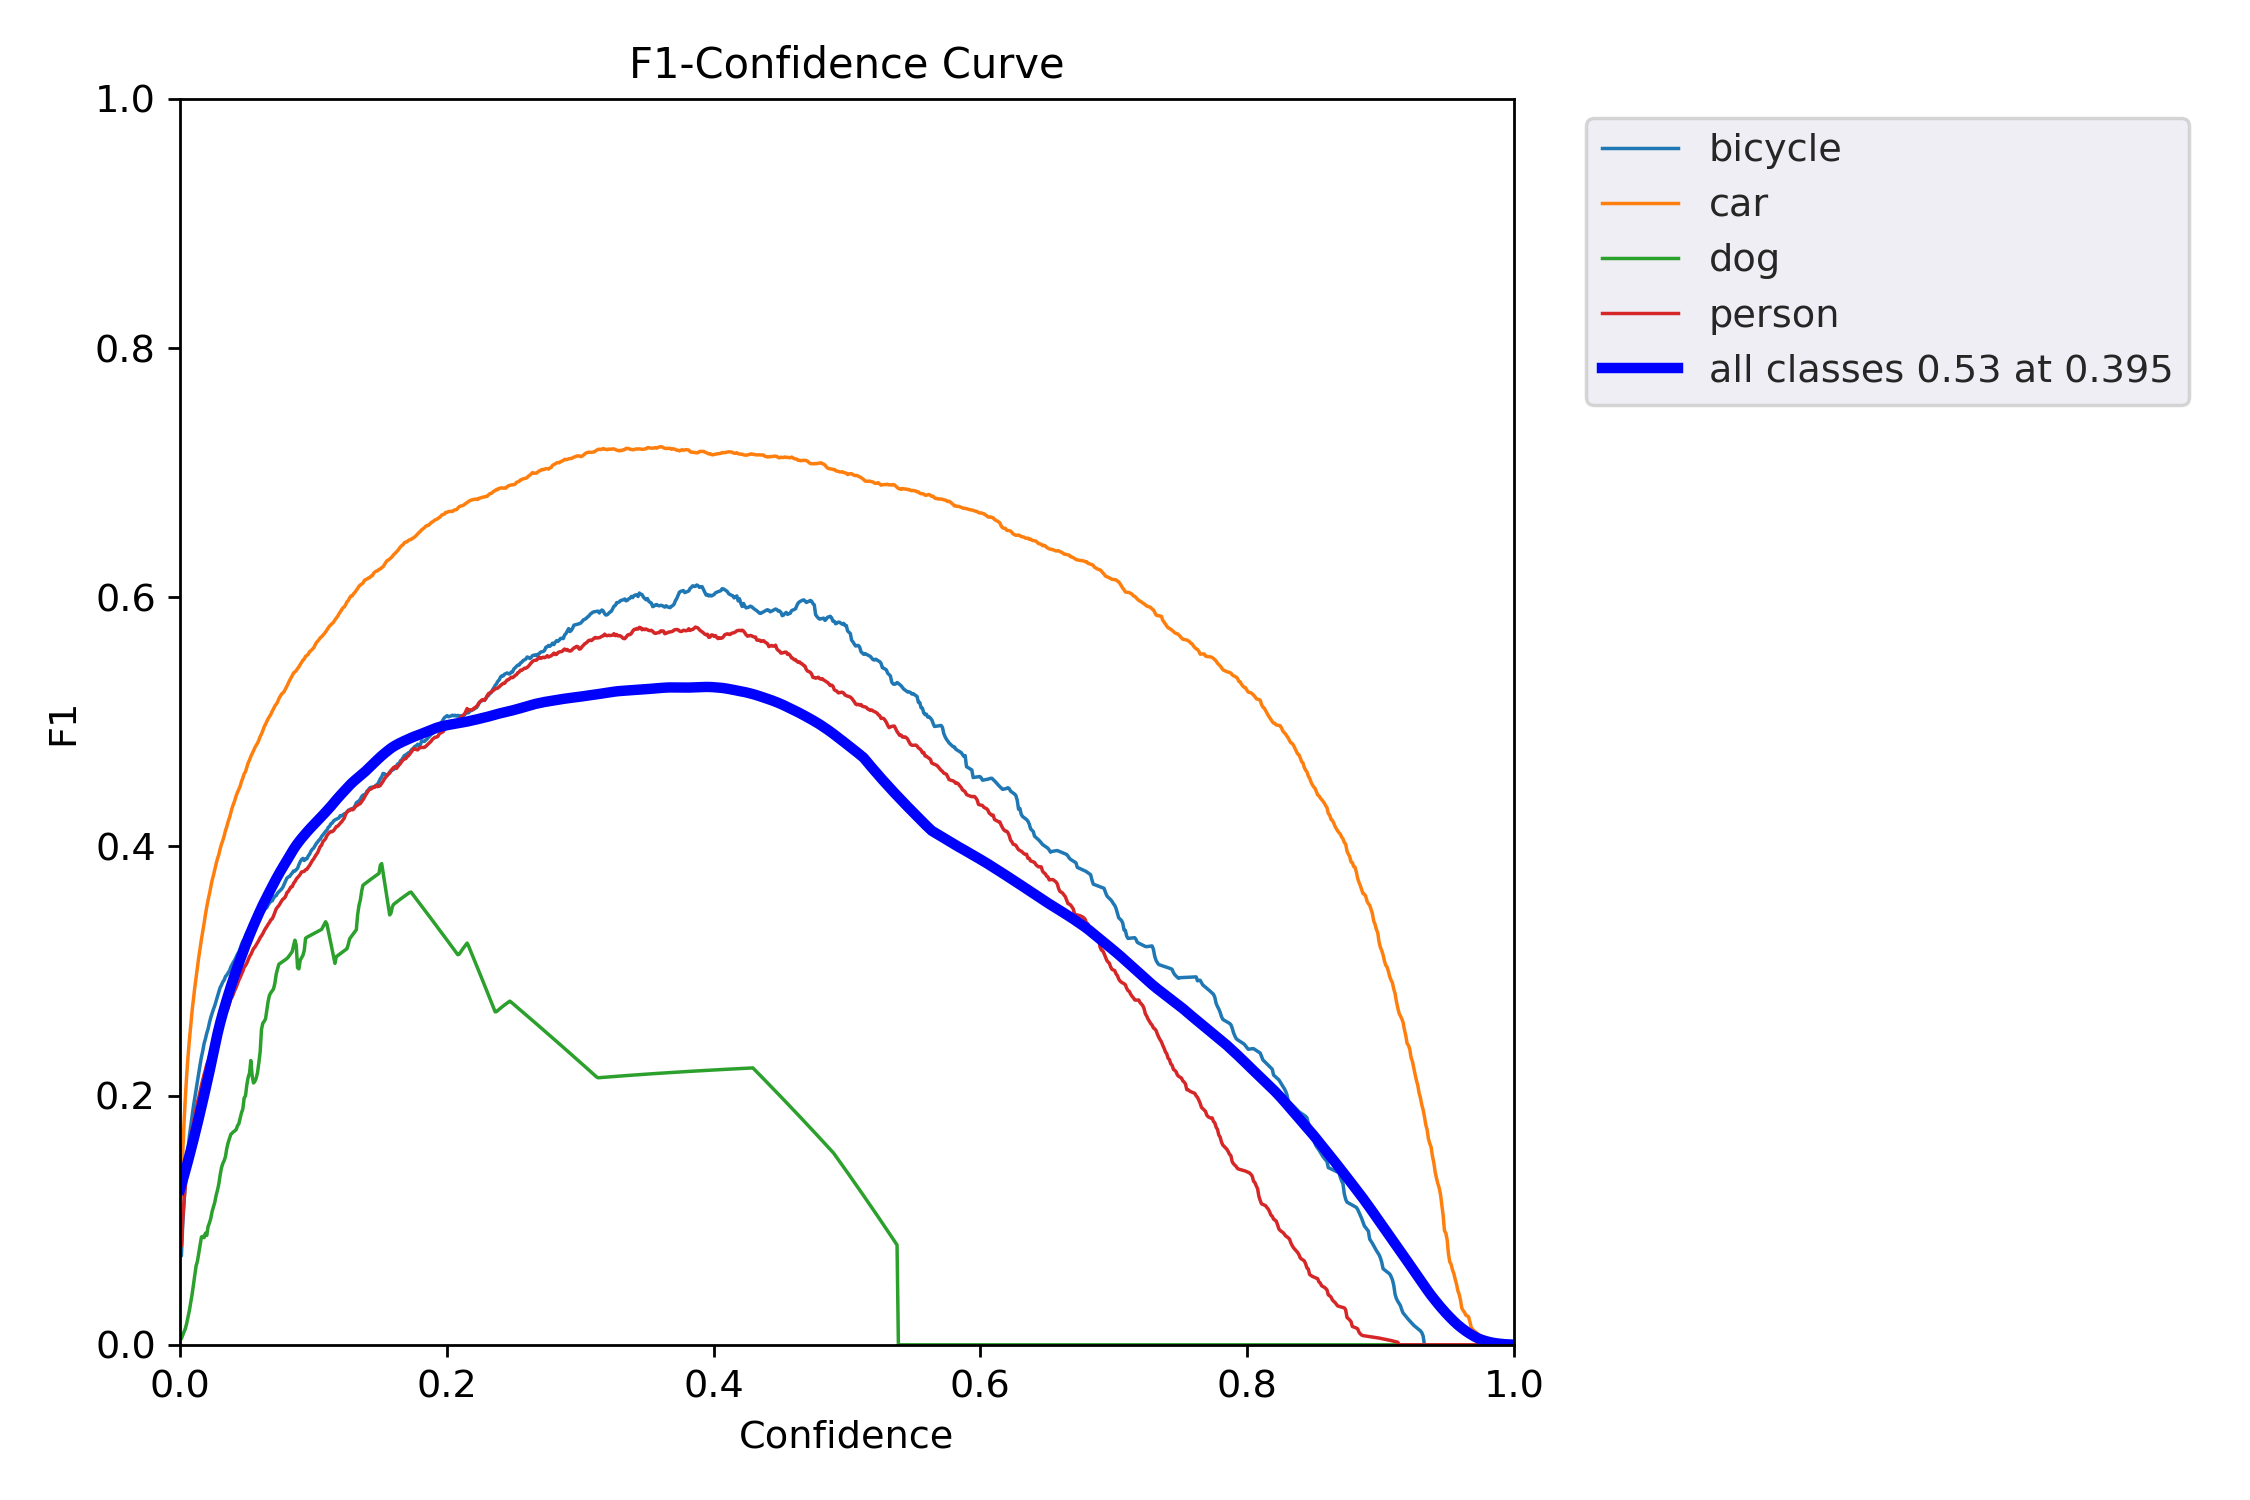 F1-Confidence Curve
1.0
0.8
0.6
0.4
0.2
0.0
F1
0.0 0.2 0.4 0.6 0.8 1.0
Confidence
bicycle
car
dog
person
all classes 0.53 at 0.395